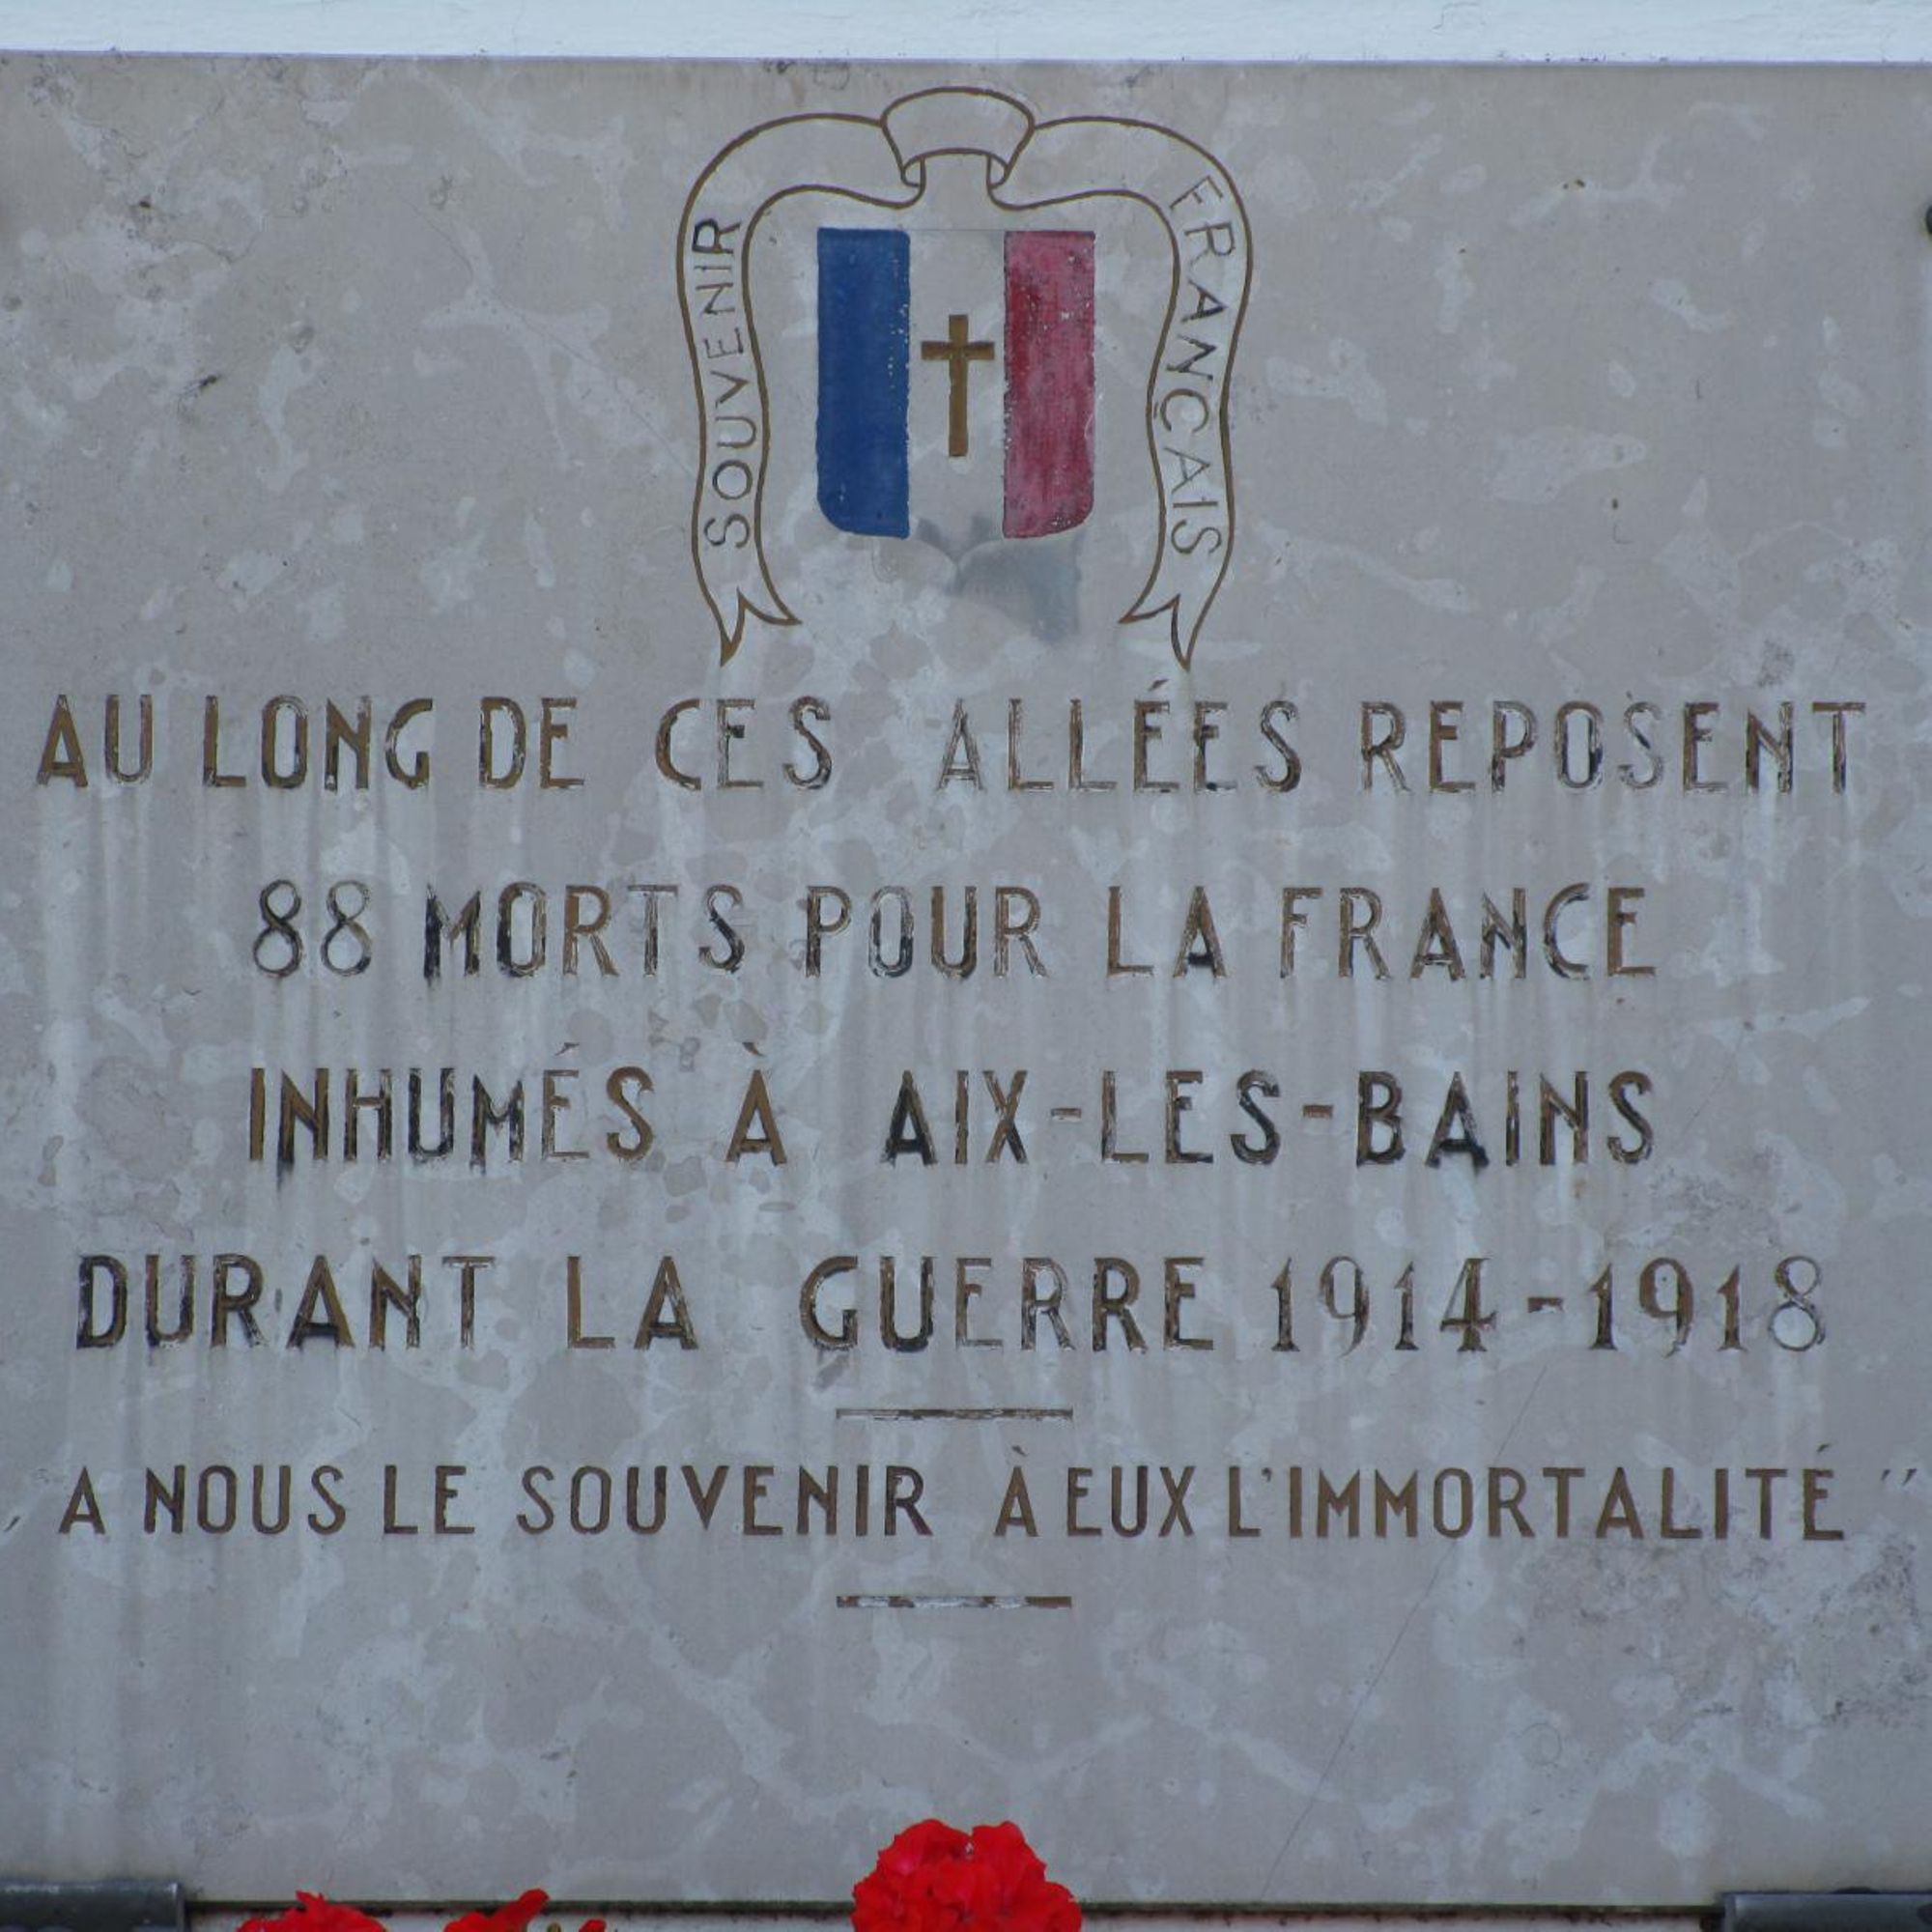 SOUVENIR FRANÇAIS
AU LONG DE CES ALLÉES REPOSENT
88 MORTS POUR LA FRANCE
INHUMÉS À AIX-LES-BAINS
DURANT LA GUERRE 1914-1918
"A NOUS LE SOUVENIR À EUX L'IMMORTALITÉ"